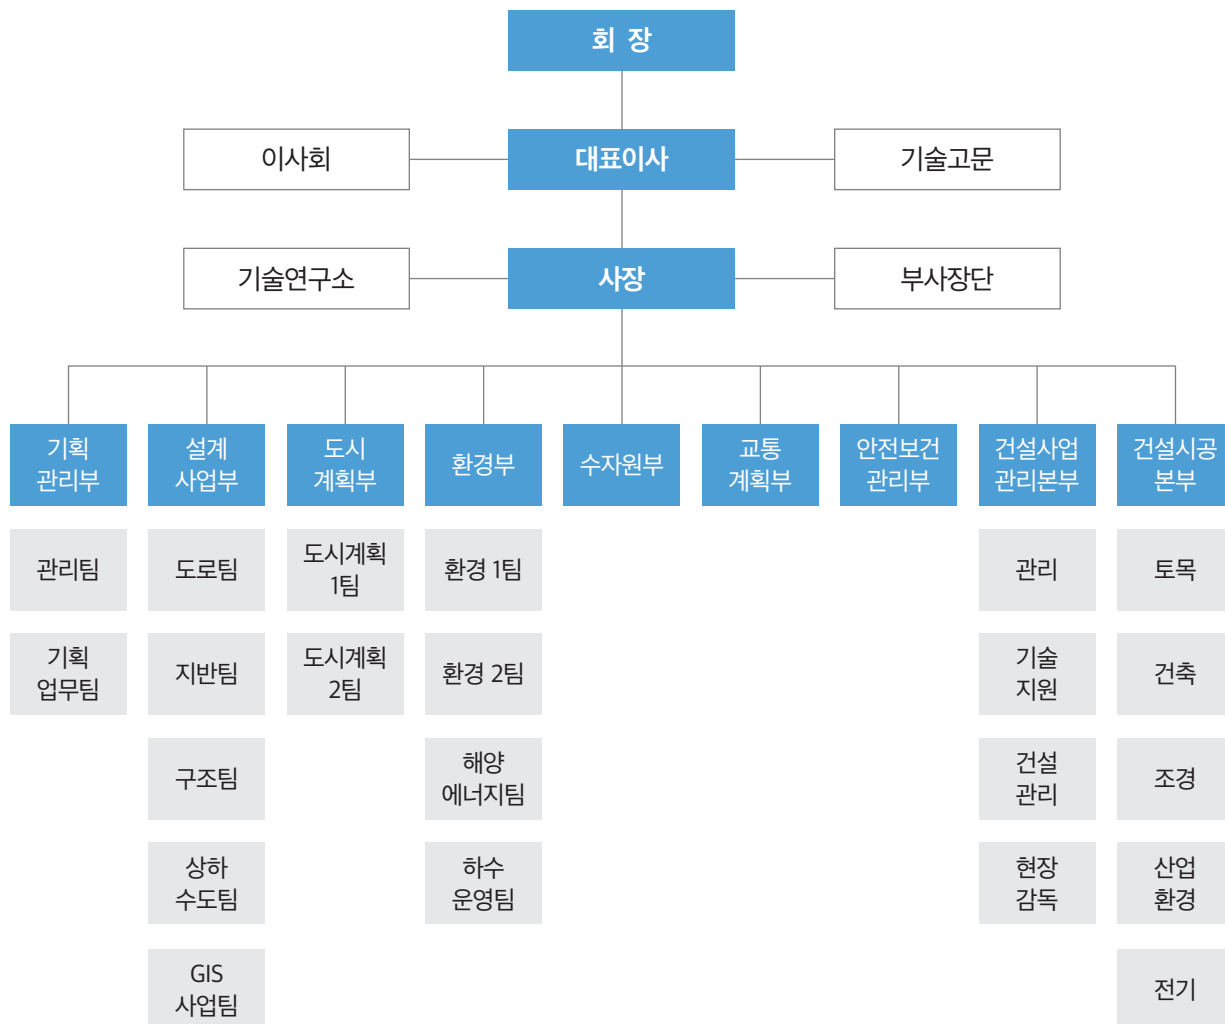 회 장
이사회
대표이사
기술고문
기술연구소
사장
부사장단
기획
관리부
설계
사업부
도시
계획부
환경부
수자원부
교통
계획부
안전보건
관리부
건설사업
관리본부
건설시공
본부
관리팀
도로팀
도시계획
1팀
환경 1팀
관리
토목
기획
업무팀
지반팀
도시계획
2팀
환경 2팀
기술
지원
건축
구조팀
해양
에너지팀
건설
관리
조경
상하
수도팀
하수
운영팀
현장
감독
산업
환경
GIS
사업팀
전기